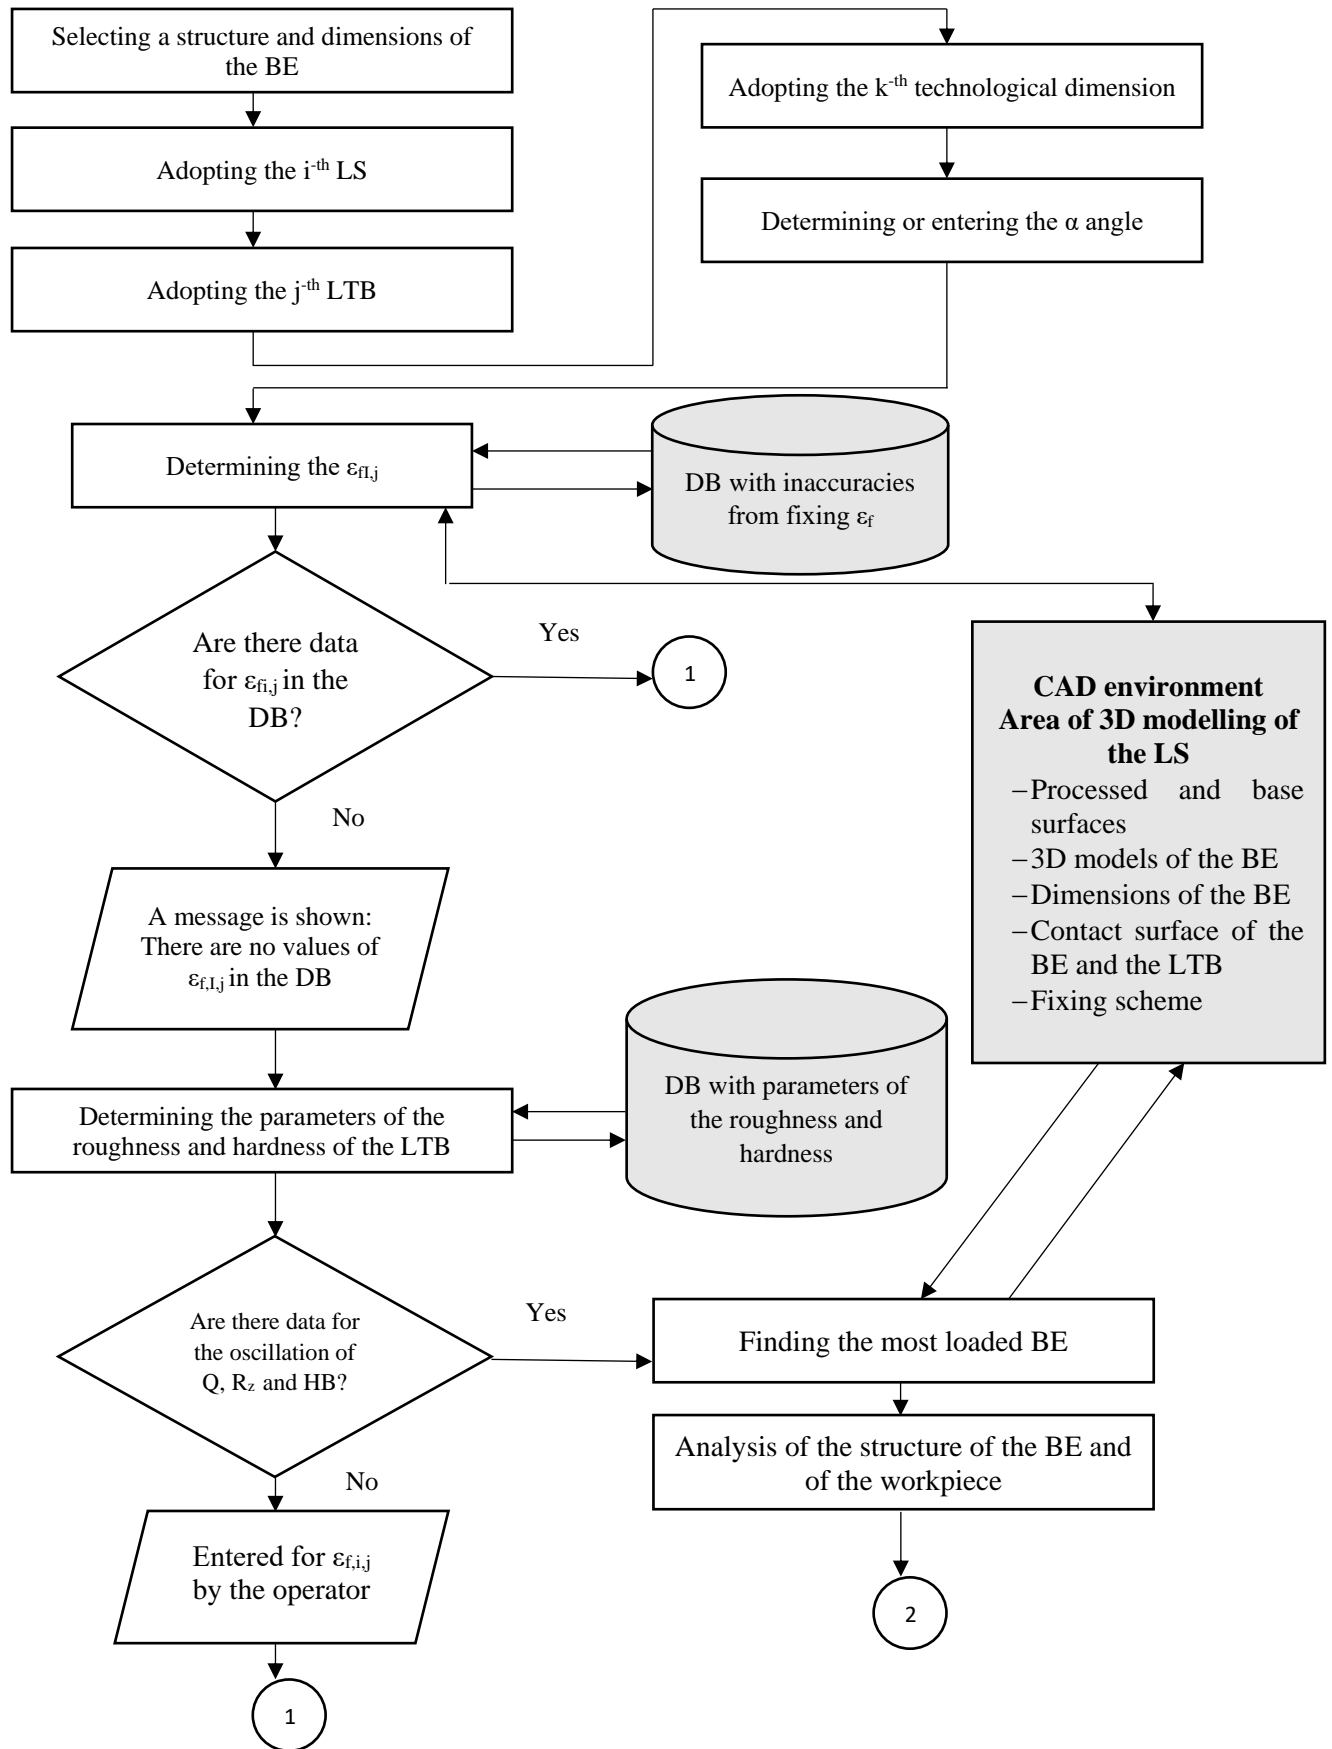 Selecting a structure and dimensions of
the BE
Adopting the i-th LS
Adopting the j-th LTB
Adopting the k-th technological dimension
Determining or entering the α angle
Determining the εfI,j
DB with inaccuracies
from fixing εf
Are there data
for εfi,j in the
DB?
Yes
1
No
CAD environment
Area of 3D modelling of
the LS
–Processed and base
surfaces
–3D models of the BE
–Dimensions of the BE
–Contact surface of the
BE and the LTB
–Fixing scheme
A message is shown:
There are no values of
εf,I,j in the DB
Determining the parameters of the
roughness and hardness of the LTB
DB with parameters of
the roughness and
hardness
Are there data for
the oscillation of
Q, Rz and HB?
Yes
No
Finding the most loaded BE
Analysis of the structure of the BE and
of the workpiece
2
Entered for εf,i,j
by the operator
1